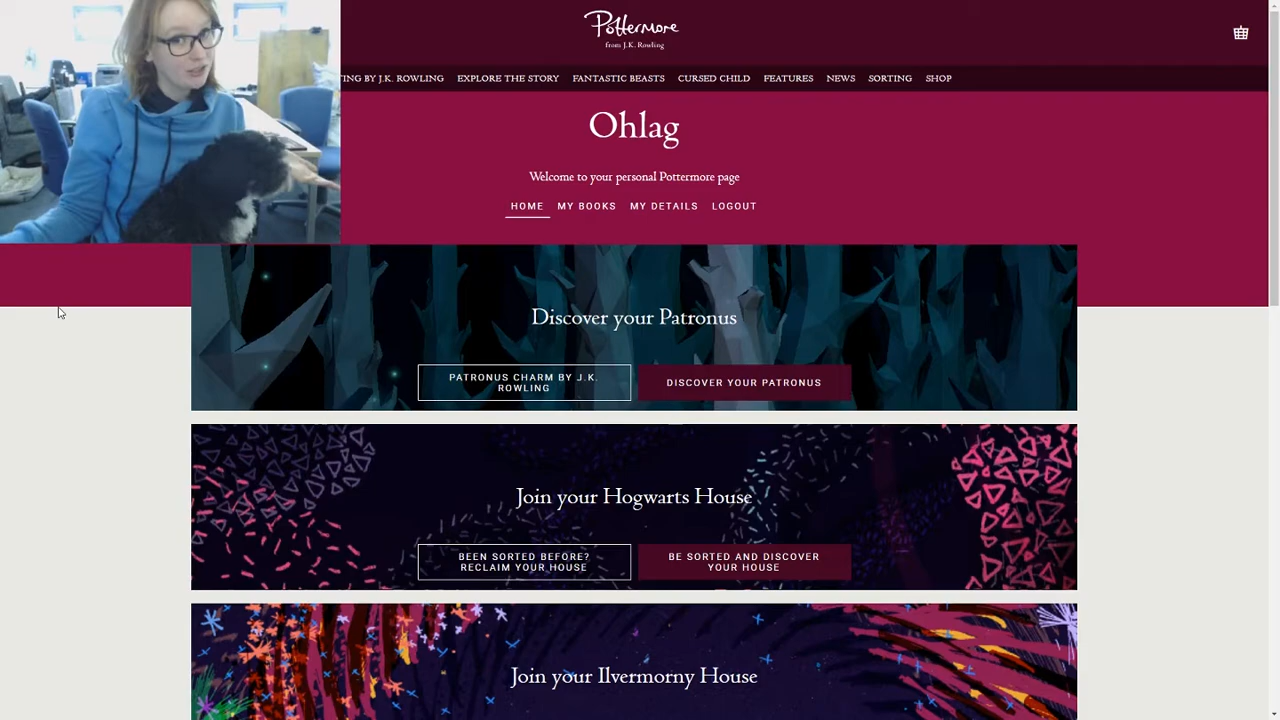 Pottermore
from J.K. Rowling
TING BY J.K. ROWLING EXPLORE THE STORY FANTASTIC BEASTS CURSED CHILD FEATURES NEWS SORTING SHOP
Ohlag
Welcome to your personal Pottermore page
HOME MY BOOKS MY DETAILS LOGOUT
Discover your Patronus
PATRONUS CHARM BY J.K.
ROWLING
DISCOVER YOUR PATRONUS
Join your Hogwarts House
BEEN SORTED BEFORE?
RECLAIM YOUR HOUSE
BE SORTED AND DISCOVER
YOUR HOUSE
Join your Ilvermorny House